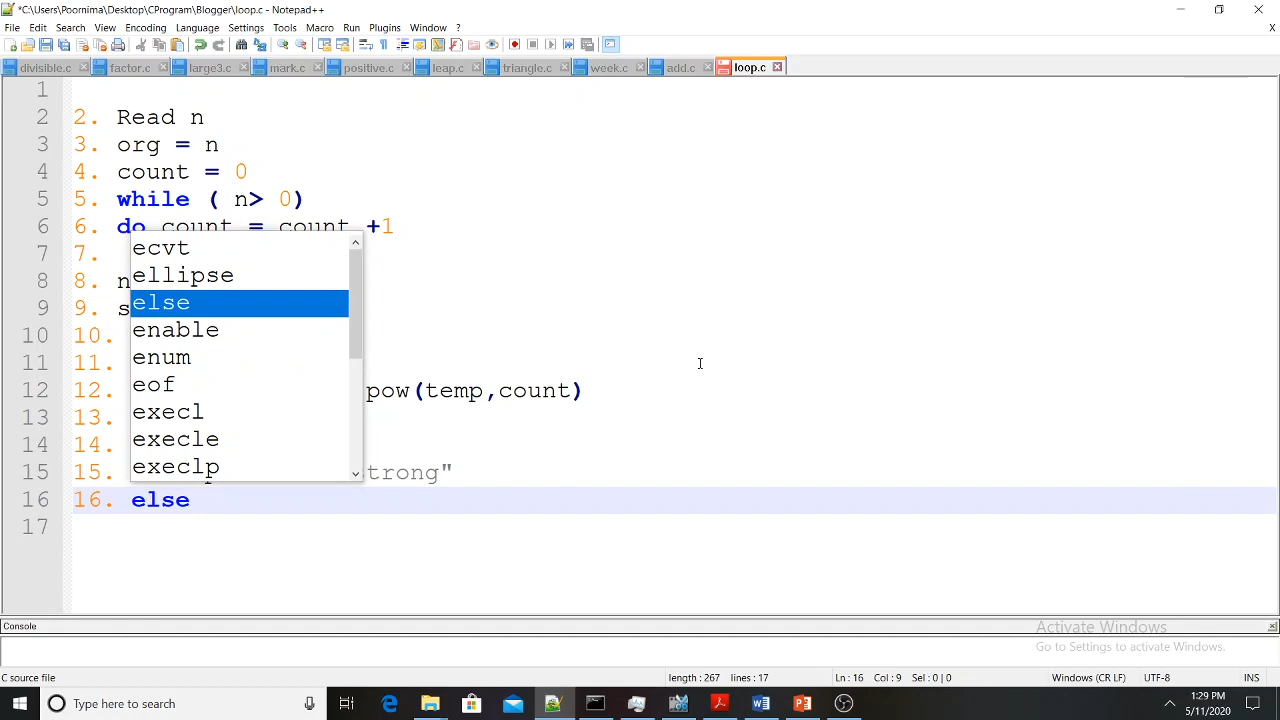 *C:\Users\Poornima\Desktop\CProgram\Blogger\loop.c - Notepad++
File Edit Search View Encoding Language Settings Tools Macro Run Plugins Window ? X
divisible.c factor.c large3.c mark.c positive.c leap.c triangle.c week.c add.c loop.c
1
2 2. Read n
3 3. org = n
4 4. count = 0
5 5. while ( n> 0)
6 6. do count = count +1
7 7.
8 8. n
9 9. s
10 10.
11 11.
12 12. pow(temp,count)
13 13.
14 14.
15 15. trong"
16 16. else
17
ecvt
ellipse
else
enable
enum
eof
execl
execle
execlp
Console
Activate Windows
Go to Settings to activate Windows.
C source file length : 267 lines : 17 Ln : 16 Col : 9 Sel : 0 | 0 Windows (CR LF) UTF-8 INS
Type here to search
1:29 PM
5/11/2020